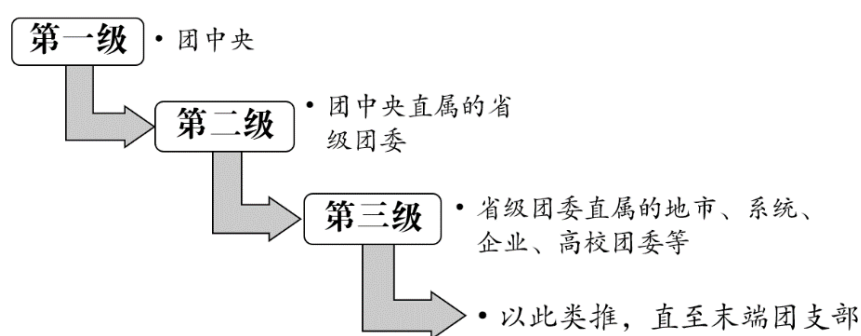 第一级 • 团中央
第二级 • 团中央直属的省
级团委
第三级 • 省级团委直属的地市、系统、
企业、高校团委等
• 以此类推，直至末端团支部